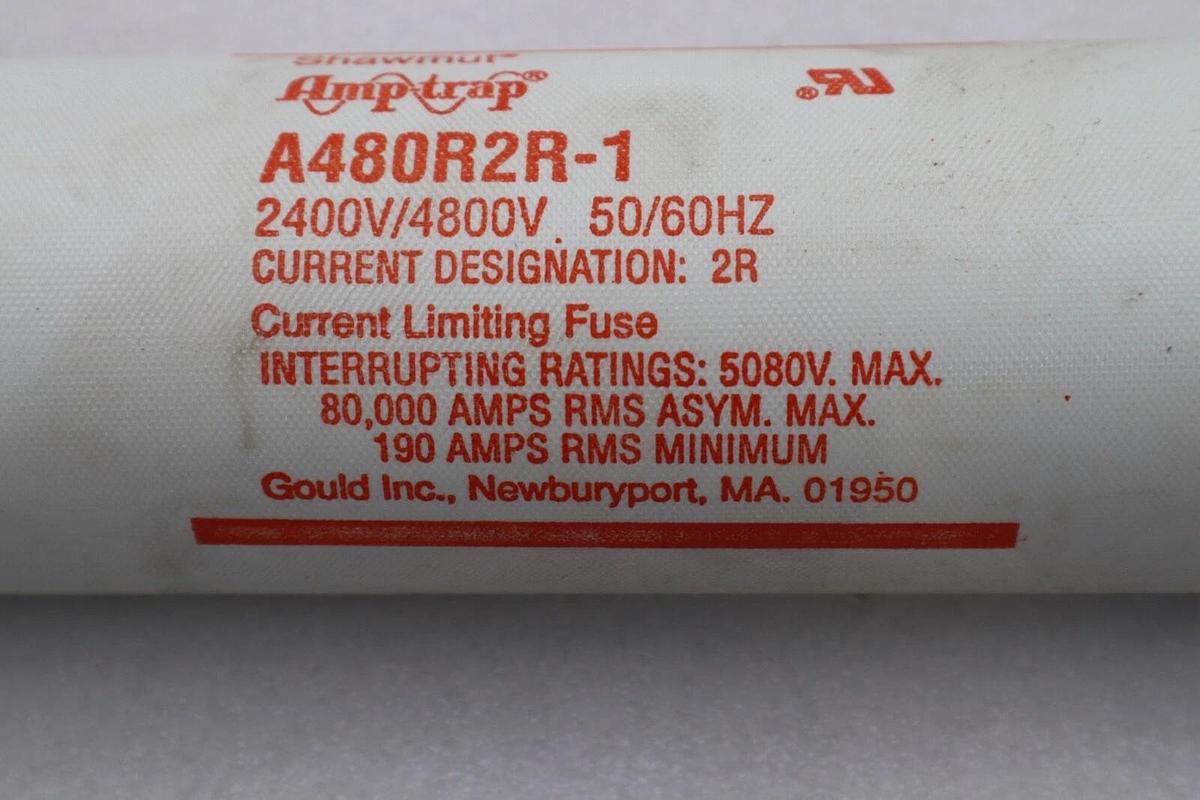 Shawmut
Amp-trap®
®RU
A480R2R-1
2400V/4800V 50/60HZ
CURRENT DESIGNATION: 2R
Current Limiting Fuse
INTERRUPTING RATINGS: 5080V. MAX.
80,000 AMPS RMS ASYM. MAX.
190 AMPS RMS MINIMUM
Gould Inc., Newburyport, MA. 01950